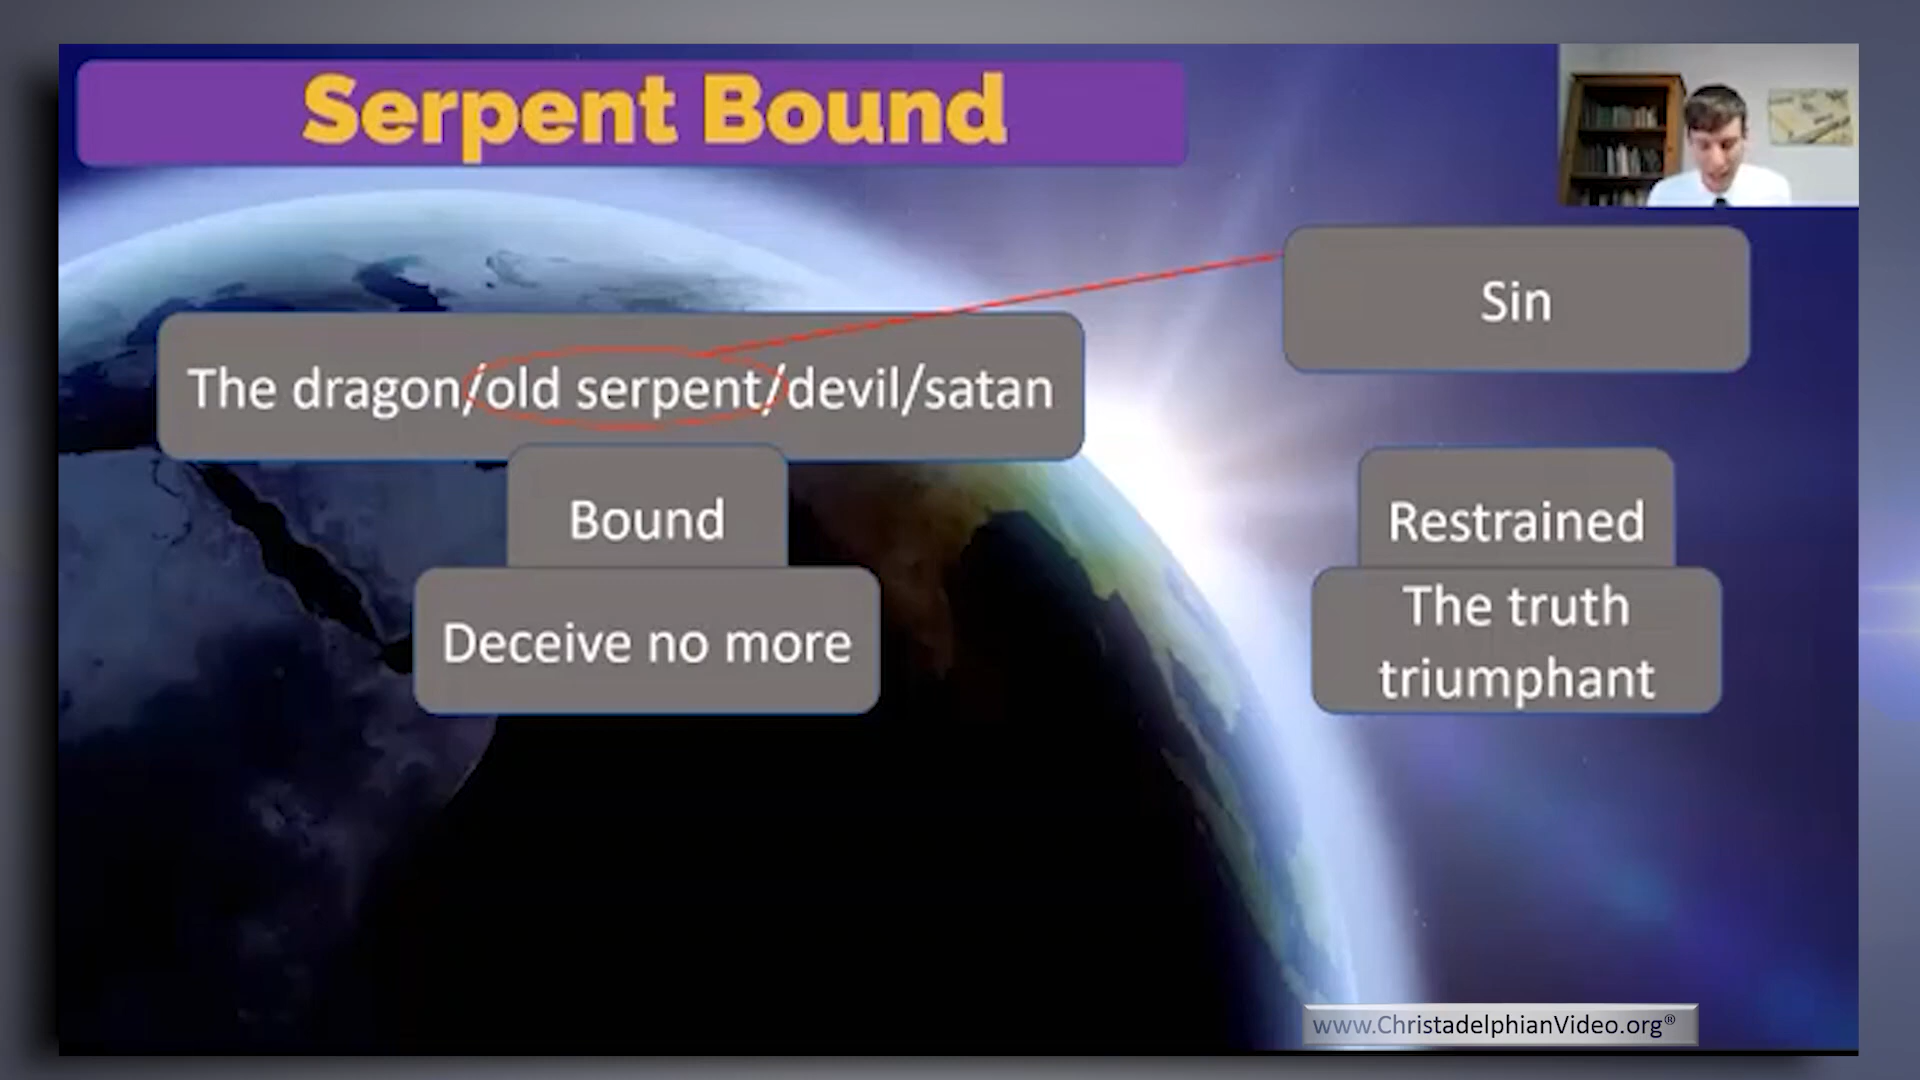 Serpent Bound
Sin
The dragon/old serpent/devil/satan
Bound
Restrained
Deceive no more
The truth
triumphant
www.ChristadelphianVideo.org®